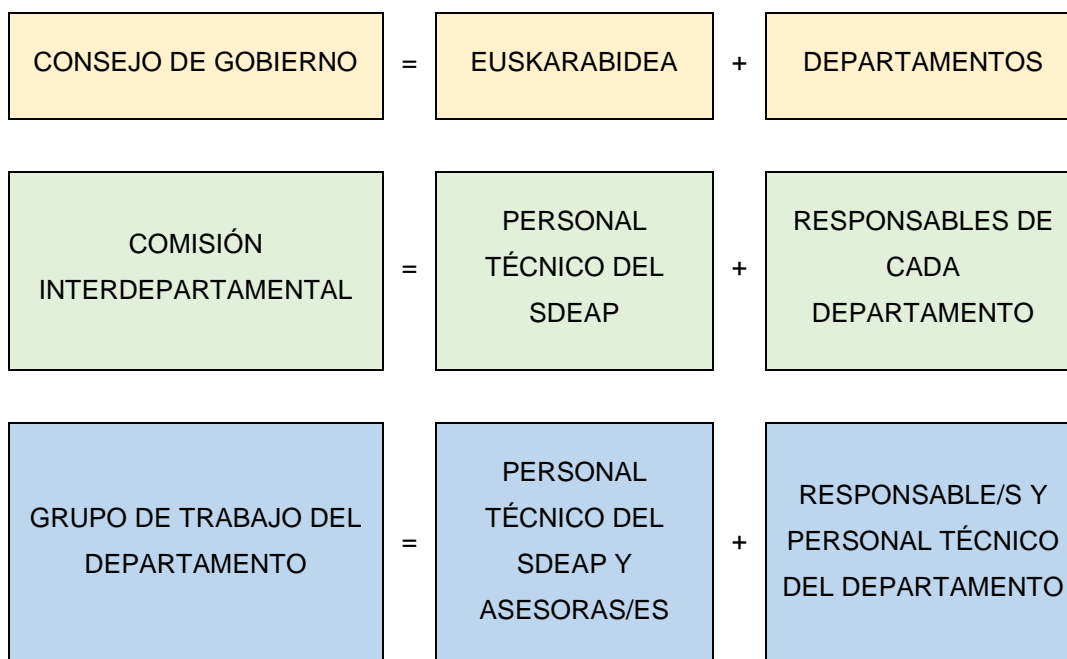 CONSEJO DE GOBIERNO = EUSKARABIDEA + DEPARTAMENTOS
COMISIÓN
INTERDEPARTAMENTAL
=
PERSONAL
TÉCNICO DEL
SDEAP
+
RESPONSABLES DE
CADA
DEPARTAMENTO
GRUPO DE TRABAJO DEL
DEPARTAMENTO
=
PERSONAL
TÉCNICO DEL
SDEAP Y
ASESORAS/ES
+
RESPONSABLE/S Y
PERSONAL TÉCNICO
DEL DEPARTAMENTO